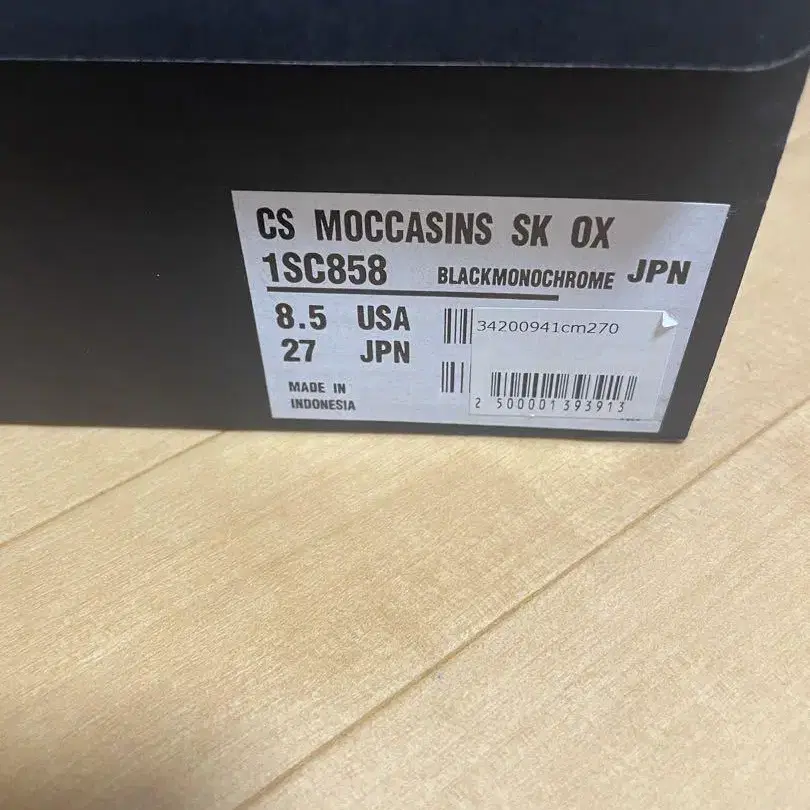 CS MOCCASINS SK OX
1SC858 BLACKMONOCHROME JPN
8.5 USA
27 JPN
MADE IN
INDONESIA
34200941cm270
2 500001 393913